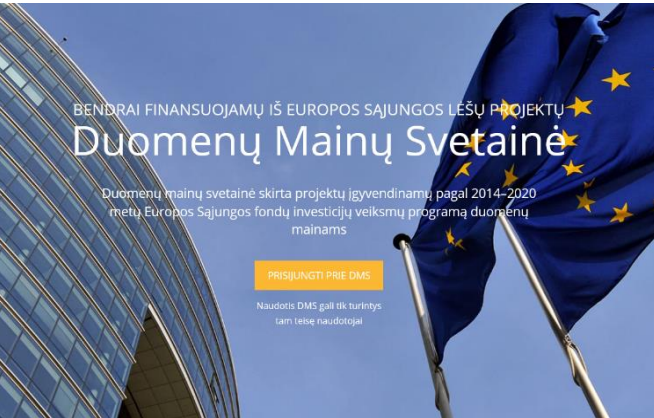 BENDRAI FINANSUOJAMŲ IŠ EUROPOS SĄJUNGOS LĖŠŲ PROJEKTŲ
Duomenų Mainų Svetainė
Duomenų mainų svetainė skirta projektų įgyvendinamų pagal 2014–2020
metų Europos Sąjungos fondų investicijų veiksmų programą duomenų
mainams
PRISIJUNGTI PRIE DMS
Naudotis DMS gali tik turintys
tam teisę naudotojai